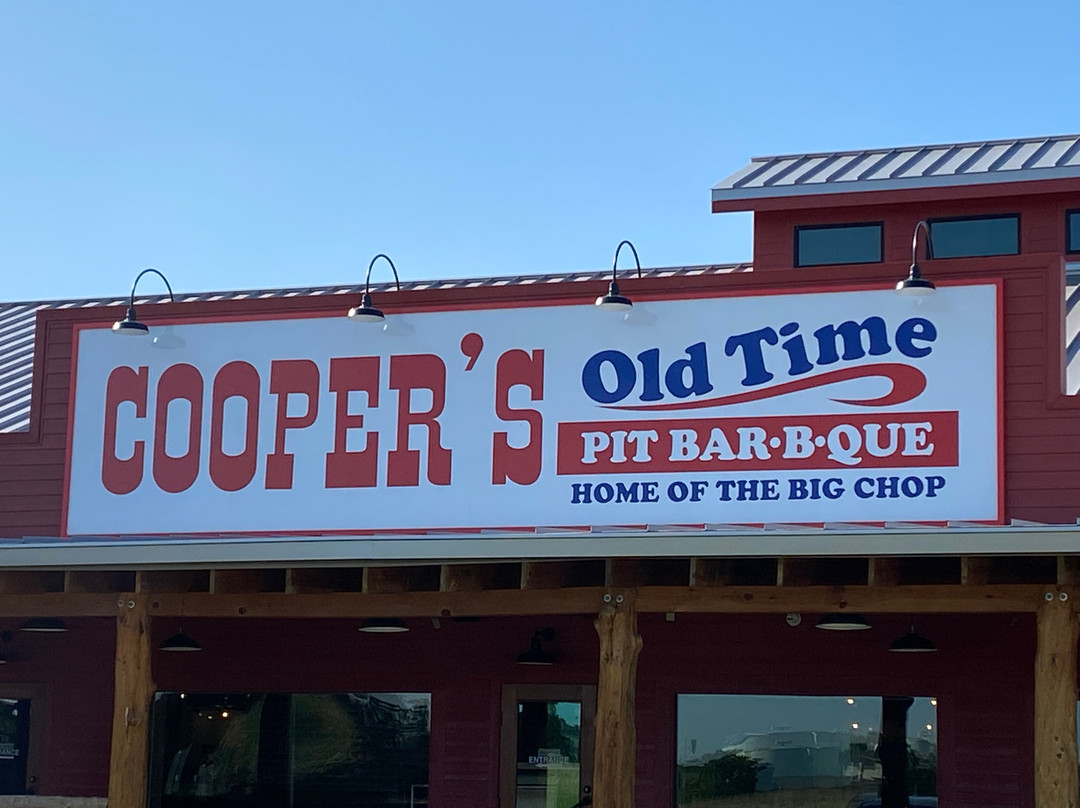 COOPER'S
Old Time
PIT BAR·B·QUE
HOME OF THE BIG CHOP
ENTRANCE